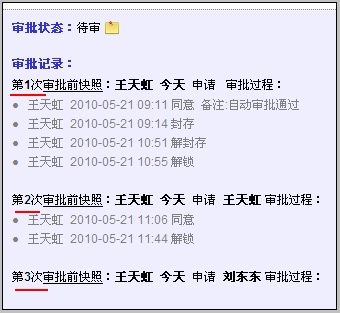 审批状态：待审
审批记录：
第1次审批前快照：王天虹 今天 申请 审批过程：
● 王天虹 2010-05-21 09:11 同意 备注:自动审批通过
● 王天虹 2010-05-21 09:14 封存
● 王天虹 2010-05-21 10:51 解封存
● 王天虹 2010-05-21 10:55 解锁
第2次审批前快照：王天虹 今天 申请 王天虹 审批过程：
● 王天虹 2010-05-21 11:06 同意
● 王天虹 2010-05-21 11:44 解锁
第3次审批前快照：王天虹 今天 申请 刘东东 审批过程：